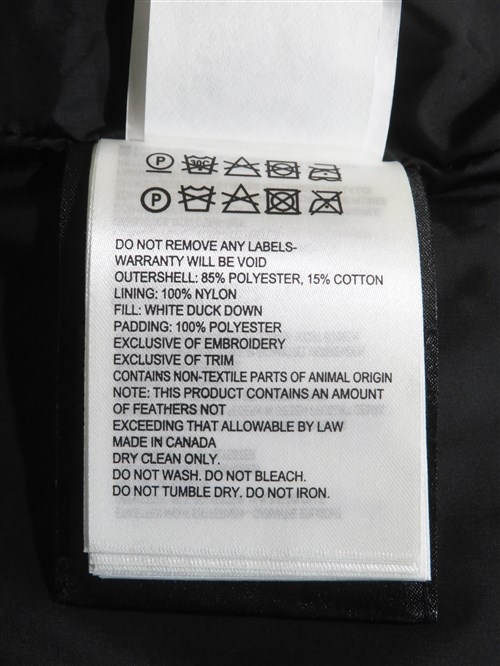 P 30C
P
DO NOT REMOVE ANY LABELS-
WARRANTY WILL BE VOID
OUTERSHELL: 85% POLYESTER, 15% COTTON
LINING: 100% NYLON
FILL: WHITE DUCK DOWN
PADDING: 100% POLYESTER
EXCLUSIVE OF EMBROIDERY
EXCLUSIVE OF TRIM
CONTAINS NON-TEXTILE PARTS OF ANIMAL ORIGIN
NOTE: THIS PRODUCT CONTAINS AN AMOUNT
OF FEATHERS NOT
EXCEEDING THAT ALLOWABLE BY LAW
MADE IN CANADA
DRY CLEAN ONLY.
DO NOT WASH. DO NOT BLEACH.
DO NOT TUMBLE DRY. DO NOT IRON.